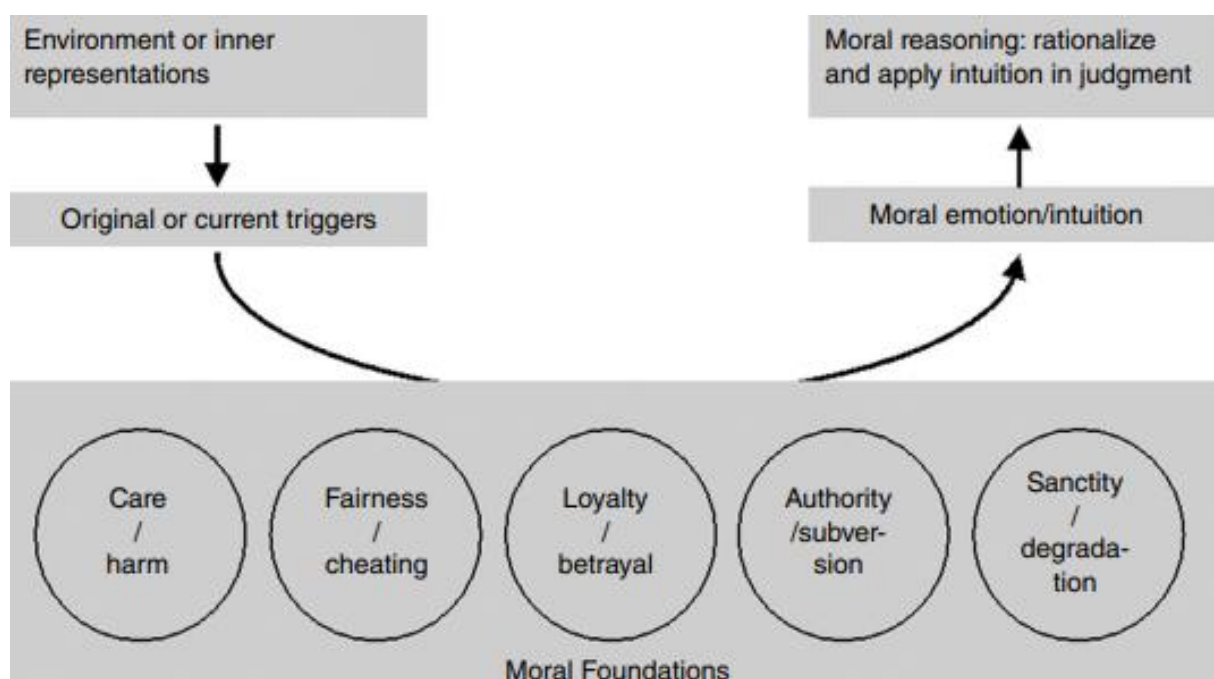 Environment or inner
representations
Moral reasoning: rationalize
and apply intuition in judgment
Original or current triggers
Moral emotion/intuition
Care
/
harm
Fairness
/
cheating
Loyalty
/
betrayal
Authority
/subver-
sion
Sanctity
/
degrada-
tion
Moral Foundations